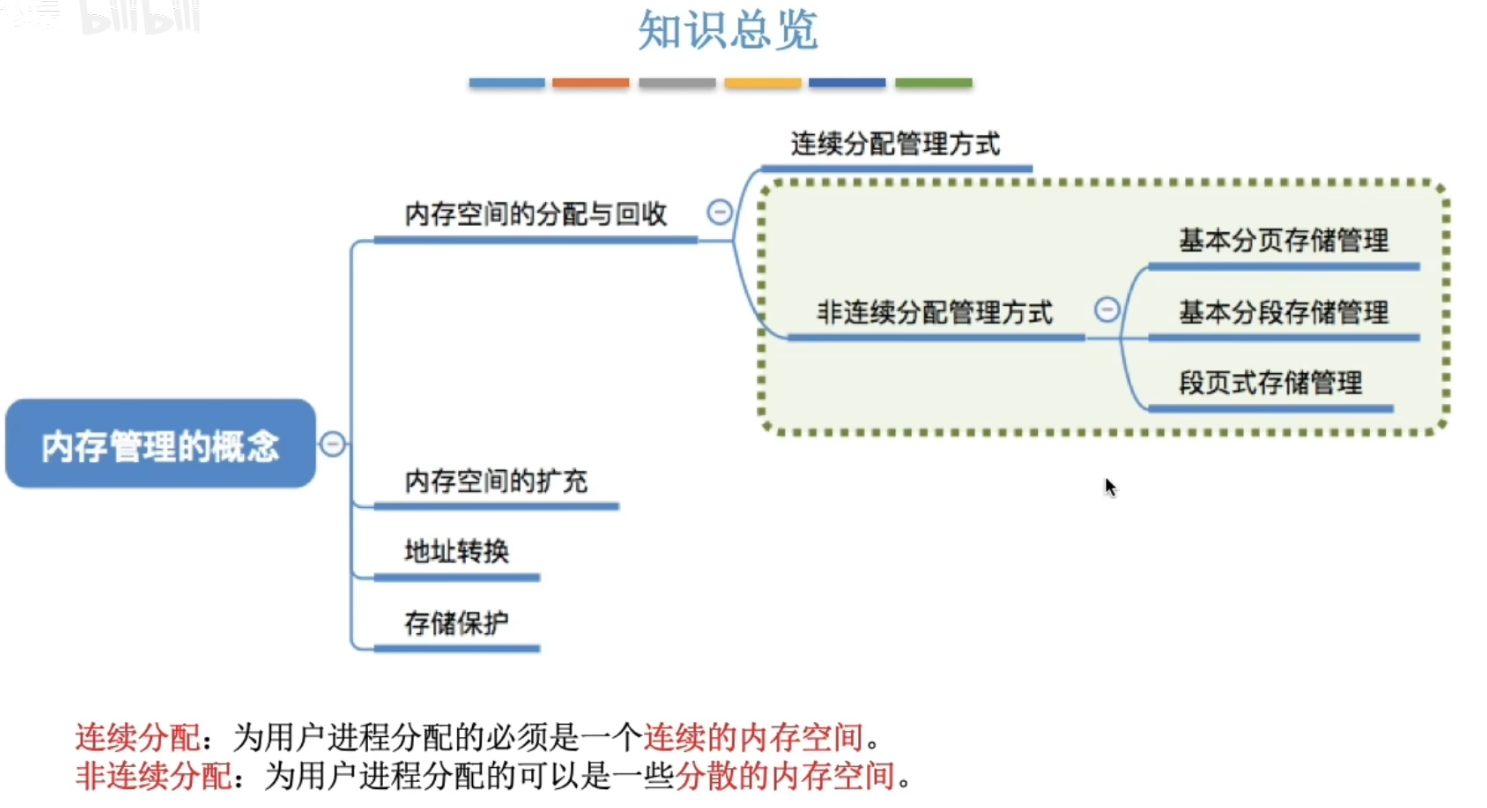 bilibili
知识总览
连续分配管理方式
内存空间的分配与回收
基本分页存储管理
非连续分配管理方式
基本分段存储管理
段页式存储管理
内存管理的概念
内存空间的扩充
地址转换
存储保护
连续分配：为用户进程分配的必须是一个连续的内存空间。
非连续分配：为用户进程分配的可以是一些分散的内存空间。